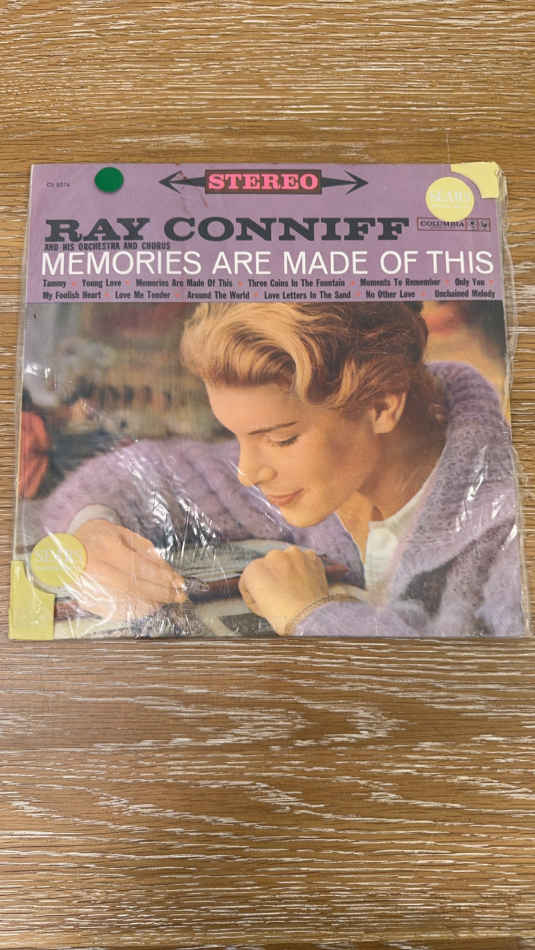 CS 8374
STEREO
RAY CONNIFF
COLUMBIA
AND HIS ORCHESTRA AND CHORUS
MEMORIES ARE MADE OF THIS
Tammy Young Love Memories Are Made Of This Three Coins In The Fountain Moments To Remember Only You
My Foolish Heart Love Me Tender Around The World Love Letters In The Sand No Other Love Unchained Melody